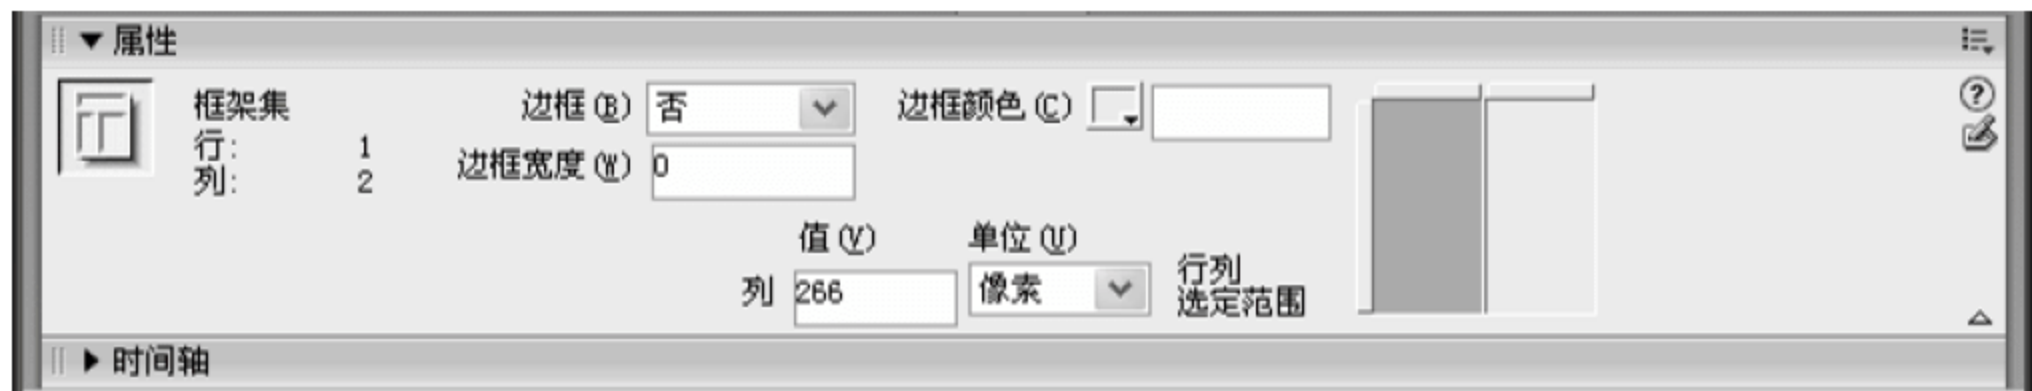 属性
框架集
行: 1
列: 2
边框(B) 否
边框宽度(W) 0
边框颜色(C)
值(V) 单位(U)
列 266 像素
行列
选定范围
时间轴